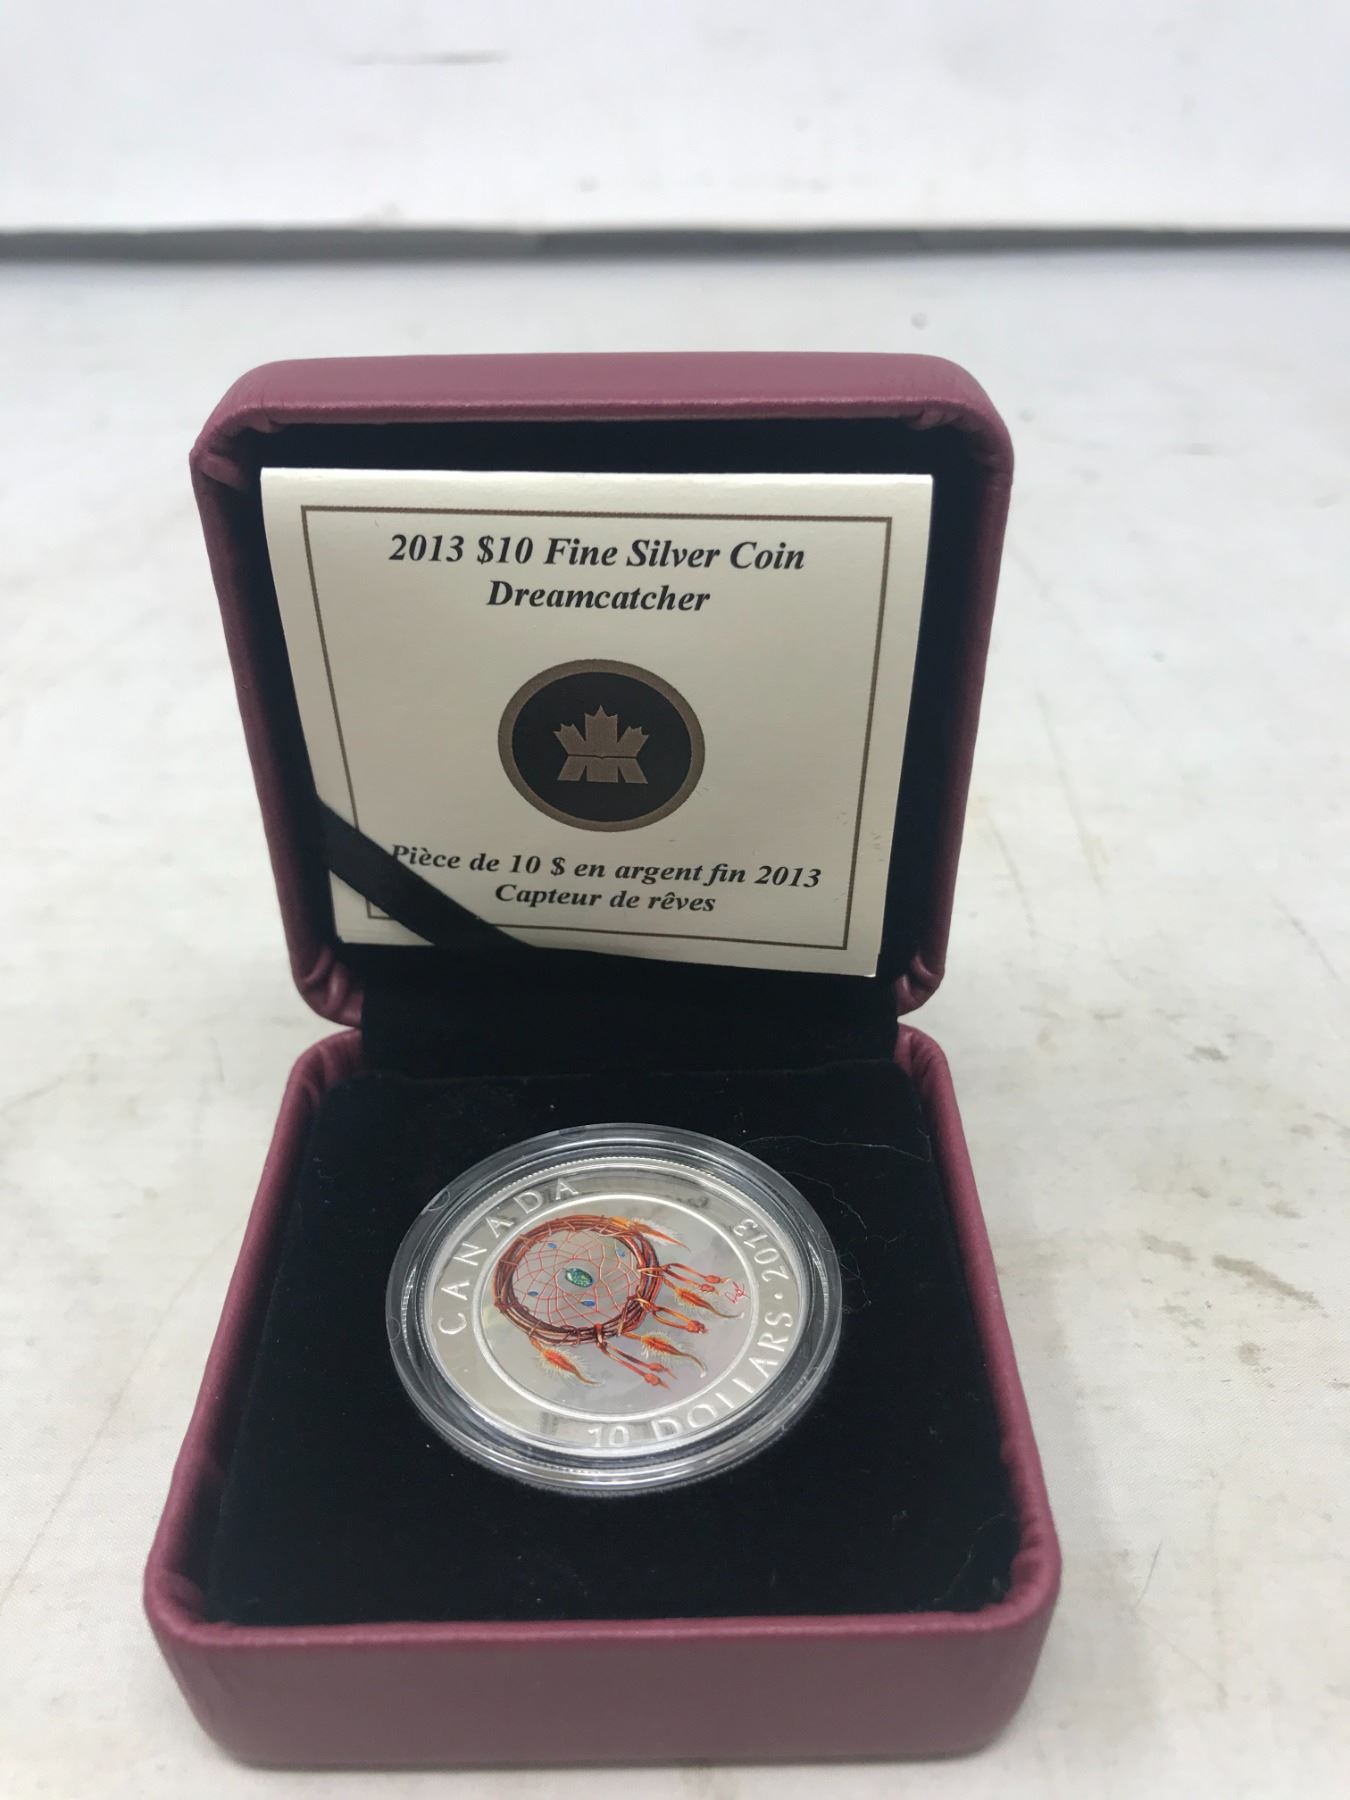 2013 $10 Fine Silver Coin
Dreamcatcher
Pièce de 10 $ en argent fin 2013
Capteur de rêves
CANADA
2013 · 10 DOLLARS